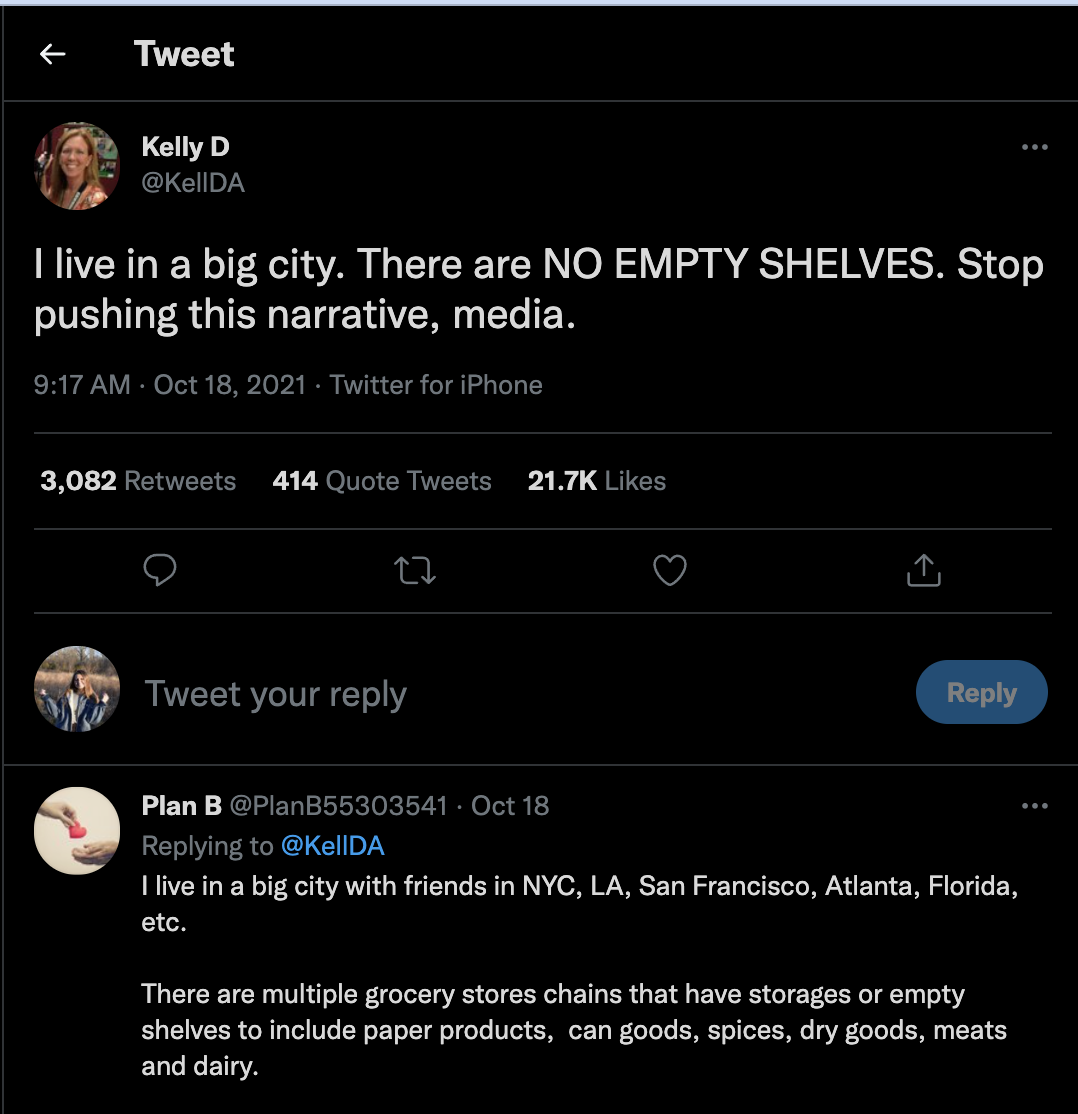 Tweet
Kelly D
@KellDA
I live in a big city. There are NO EMPTY SHELVES. Stop
pushing this narrative, media.
9:17 AM · Oct 18, 2021 · Twitter for iPhone
3,082 Retweets 414 Quote Tweets 21.7K Likes
Tweet your reply
Reply
Plan B @PlanB55303541 · Oct 18
Replying to @KellDA
I live in a big city with friends in NYC, LA, San Francisco, Atlanta, Florida,
etc.
There are multiple grocery stores chains that have storages or empty
shelves to include paper products,  can goods, spices, dry goods, meats
and dairy.